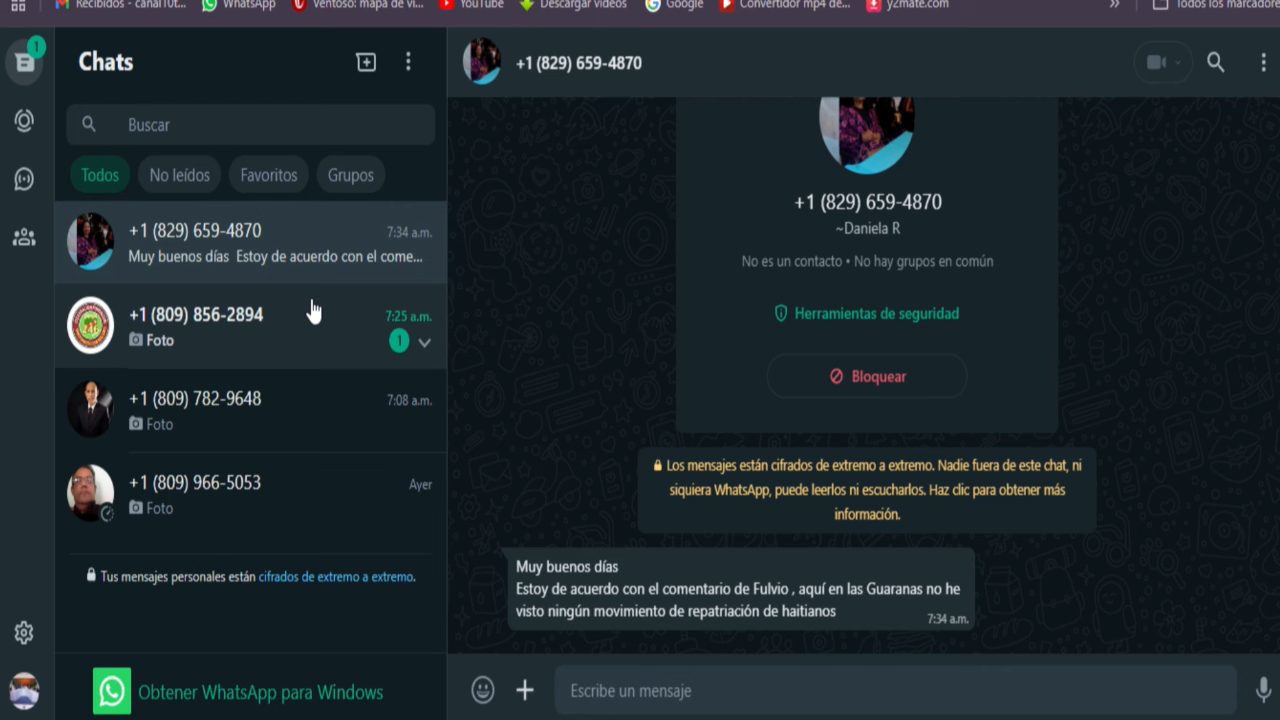 Recibidos - canal10t...
WhatsApp
Ventoso: mapa de vi...
YouTube
Descargar videos
Google
Convertidor mp4 de...
y2mate.com
»
Todos los marcadore
1
Chats
Buscar
Todos
No leídos
Favoritos
Grupos
+1 (829) 659-4870
7:34 a.m.
Muy buenos días Estoy de acuerdo con el come...
+1 (809) 856-2894
7:25 a.m.
Foto
1
+1 (809) 782-9648
7:08 a.m.
Foto
+1 (809) 966-5053
Ayer
Foto
Tus mensajes personales están cifrados de extremo a extremo.
Obtener WhatsApp para Windows
+1 (829) 659-4870
+1 (829) 659-4870
~Daniela R
No es un contacto • No hay grupos en común
Herramientas de seguridad
Bloquear
Los mensajes están cifrados de extremo a extremo. Nadie fuera de este chat, ni
siquiera WhatsApp, puede leerlos ni escucharlos. Haz clic para obtener más
información.
Muy buenos días
Estoy de acuerdo con el comentario de Fulvio , aquí en las Guaranas no he
visto ningún movimiento de repatriación de haitianos
7:34 a.m.
Escribe un mensaje